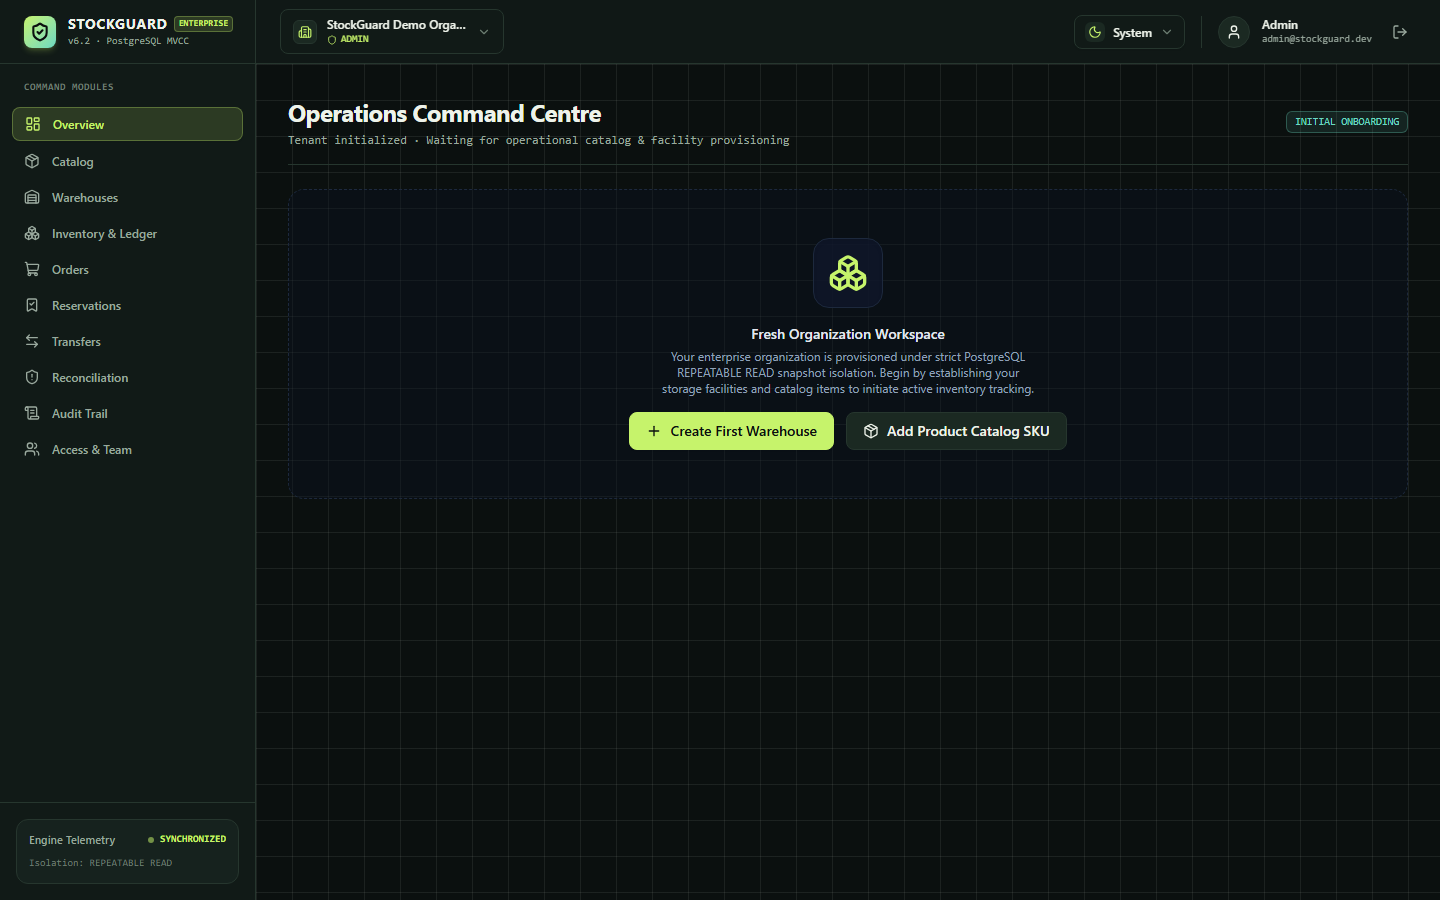 STOCKGUARD ENTERPRISE
v6.2 · PostgreSQL MVCC
StockGuard Demo Orga...
ADMIN
System
Admin
admin@stockguard.dev
COMMAND MODULES
Overview
Catalog
Warehouses
Inventory & Ledger
Orders
Reservations
Transfers
Reconciliation
Audit Trail
Access & Team
Engine Telemetry
SYNCHRONIZED
Isolation: REPEATABLE READ
Operations Command Centre
Tenant initialized · Waiting for operational catalog & facility provisioning
INITIAL ONBOARDING
Fresh Organization Workspace
Your enterprise organization is provisioned under strict PostgreSQL
REPEATABLE READ snapshot isolation. Begin by establishing your
storage facilities and catalog items to initiate active inventory tracking.
Create First Warehouse
Add Product Catalog SKU